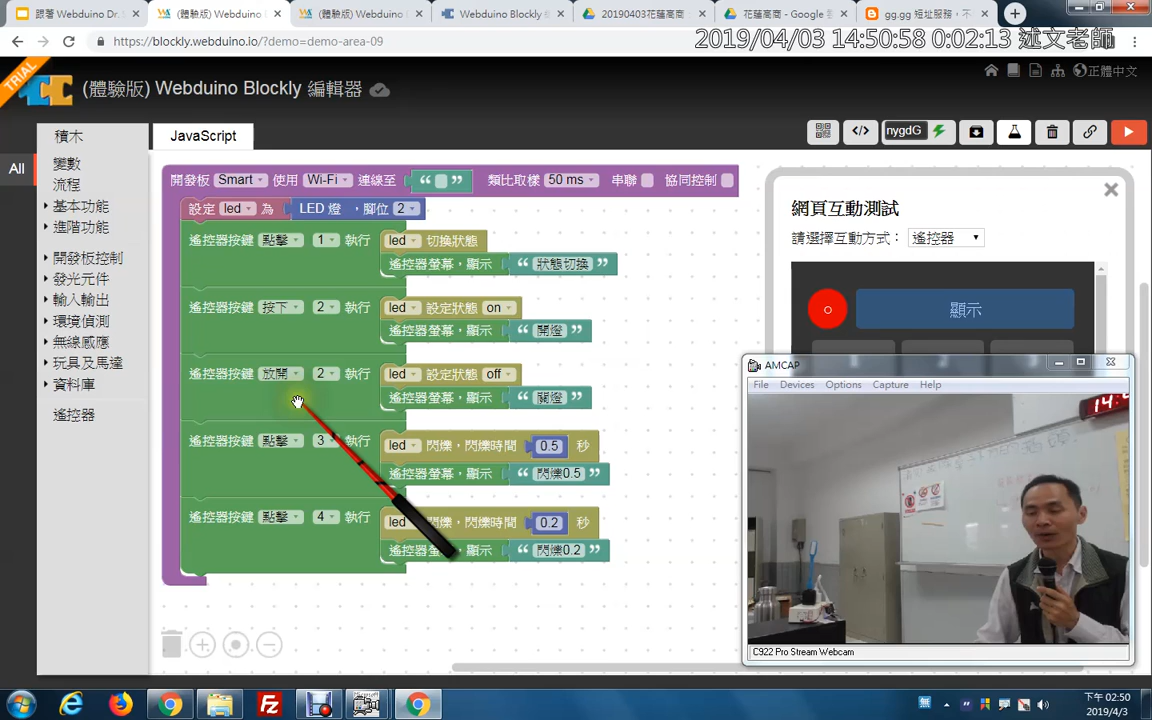 跟著 Webduino Dr. S
(體驗版) Webduino
(體驗版) Webduino
Webduino Blockly
20190403花蓮高商
花蓮高商 - Google
gg.gg 短址服務，不
https://blockly.webduino.io/?demo=demo-area-09
2019/04/03 14:50:58 0:02:13 述文老師
TRIAL
(體驗版) Webduino Blockly 編輯器
正體中文
積木
JavaScript
</>
nygdG
All
變數
流程
基本功能
進階功能
開發板控制
發光元件
輸入輸出
環境偵測
無線感應
玩具及馬達
資料庫
遙控器
開發板 Smart 使用 Wi-Fi 連線至 “ ” 類比取樣 50 ms 串聯 協同控制
設定 led 為 LED 燈 ，腳位 2
遙控器按鍵 點擊 1 執行 led 切換狀態
遙控器螢幕，顯示 “ 狀態切換 ”
遙控器按鍵 按下 2 執行 led 設定狀態 on
遙控器螢幕，顯示 “ 開燈 ”
遙控器按鍵 放開 2 執行 led 設定狀態 off
遙控器螢幕，顯示 “ 關燈 ”
遙控器按鍵 點擊 3 執行 led 閃爍，閃爍時間 0.5 秒
遙控器螢幕，顯示 “ 閃爍0.5 ”
遙控器按鍵 點擊 4 執行 led 閃爍，閃爍時間 0.2 秒
遙控器螢幕，顯示 “ 閃爍0.2 ”
網頁互動測試
請選擇互動方式： 遙控器
顯示
AMCAP
File Devices Options Capture Help
C922 Pro Stream Webcam
下午 02:50
2019/4/3